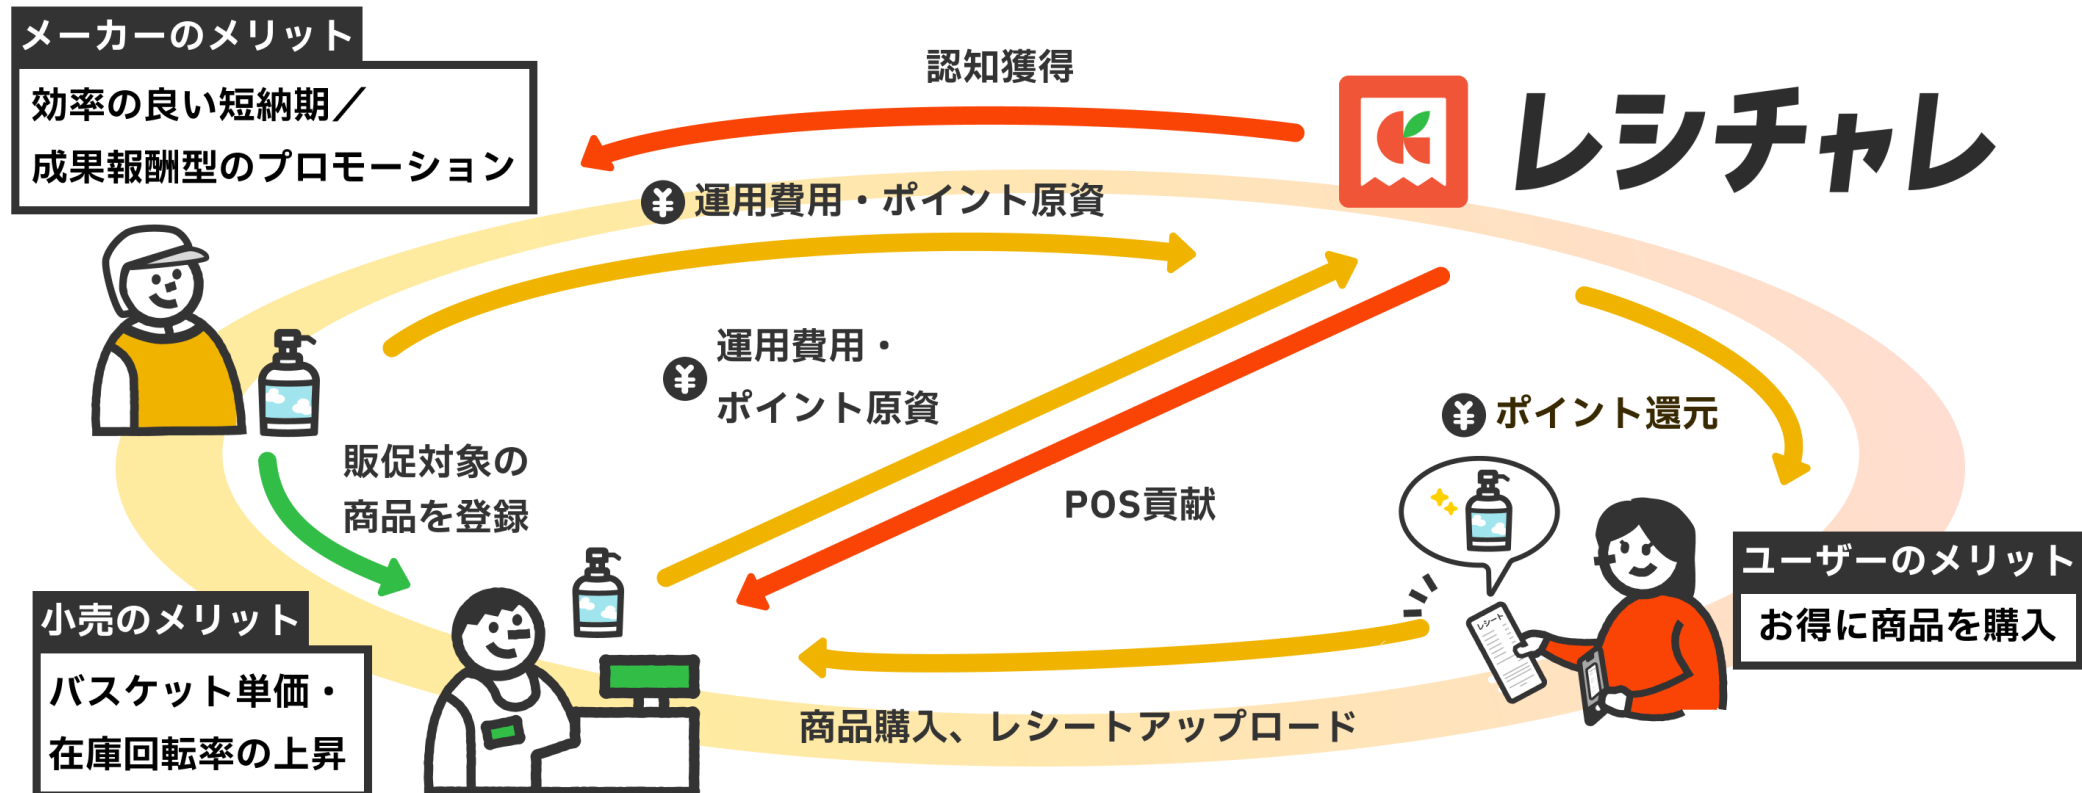 メーカーのメリット
効率の良い短納期／
成果報酬型のプロモーション
認知獲得
レシチャレ
¥ 運用費用・ポイント原資
¥ 運用費用・
ポイント原資
¥ ポイント還元
販促対象の
商品を登録
POS貢献
レシート
ユーザーのメリット
お得に商品を購入
小売のメリット
バスケット単価・
在庫回転率の上昇
商品購入、レシートアップロード